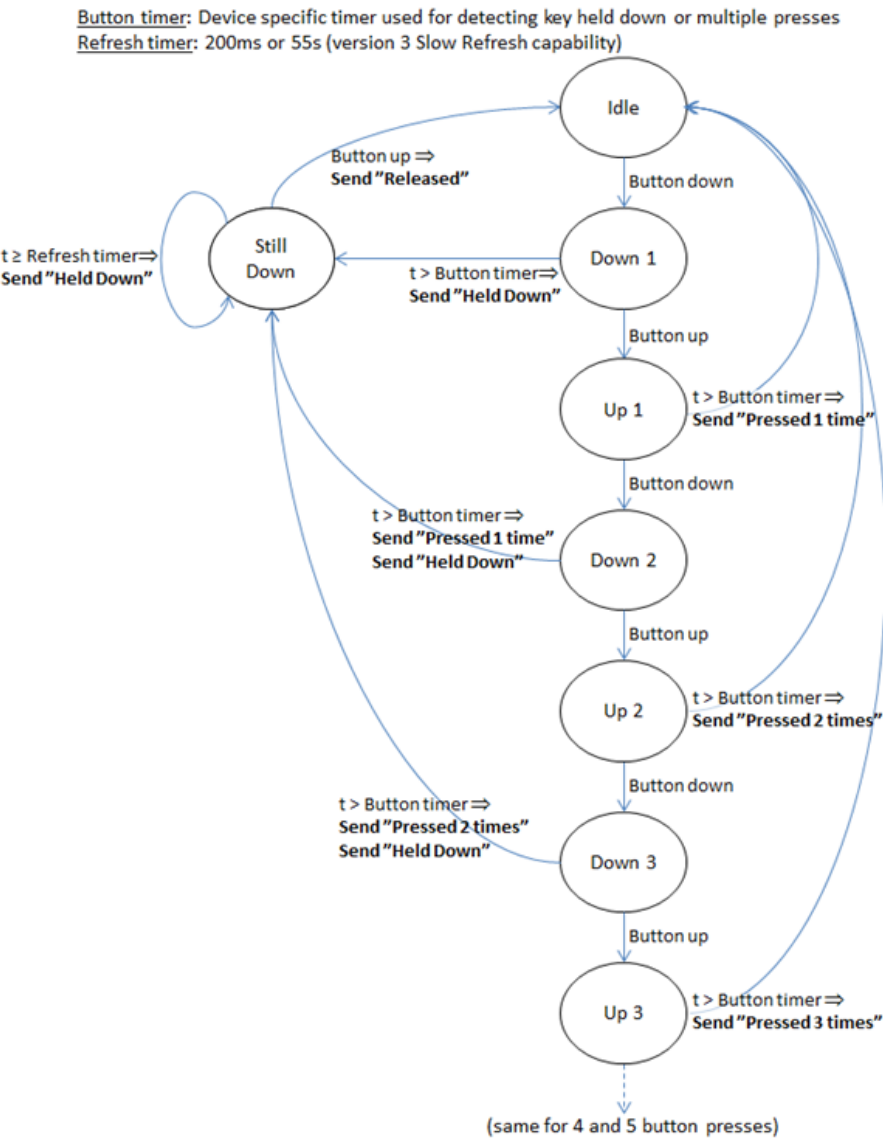 Button timer: Device specific timer used for detecting key held down or multiple presses
Refresh timer: 200ms or 55s (version 3 Slow Refresh capability)
Idle
Button up ⇒
Send ”Released”
Button down
Still
Down
Down 1
t ≥ Refresh timer⇒
Send ”Held Down”
t > Button timer⇒
Send ”Held Down”
Button up
Up 1
t > Button timer⇒
Send ”Pressed 1 time”
Button down
t > Button timer⇒
Send ”Pressed 1 time”
Send ”Held Down”
Down 2
Button up
Up 2
t > Button timer⇒
Send ”Pressed 2 times”
Button down
t > Button timer⇒
Send ”Pressed 2 times”
Send ”Held Down”
Down 3
Button up
Up 3
t > Button timer⇒
Send ”Pressed 3 times”
(same for 4 and 5 button presses)